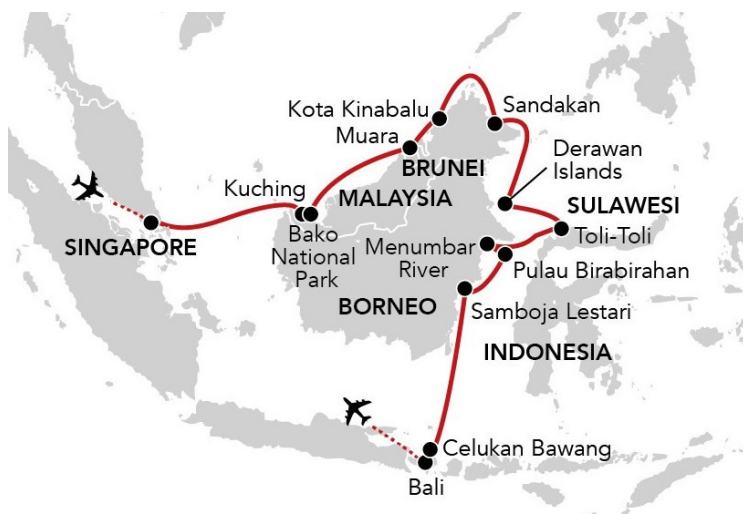 Kota Kinabalu
Sandakan
Muara
BRUNEI
Derawan
Islands
Kuching
MALAYSIA
SULAWESI
SINGAPORE
Bako
National
Park
Menumbar
River
Toli-Toli
Pulau Birabirahan
BORNEO
Samboja Lestari
INDONESIA
Celukan Bawang
Bali